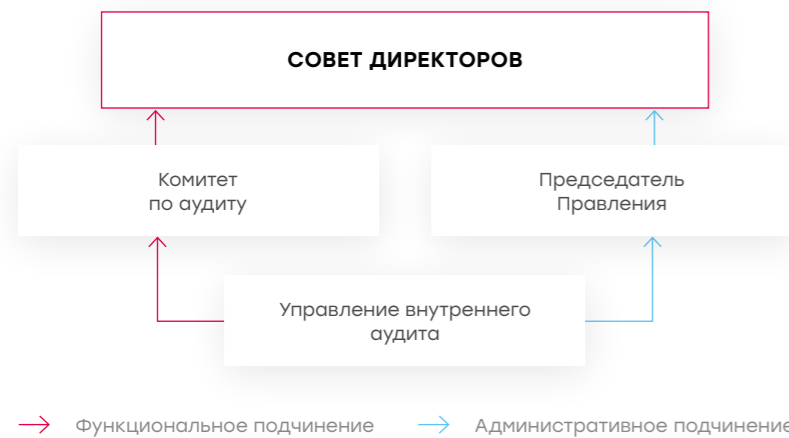 СОВЕТ ДИРЕКТОРОВ
Комитет
по аудиту
Председатель
Правления
Управление внутреннего
аудита
Функциональное подчинение
Административное подчинение